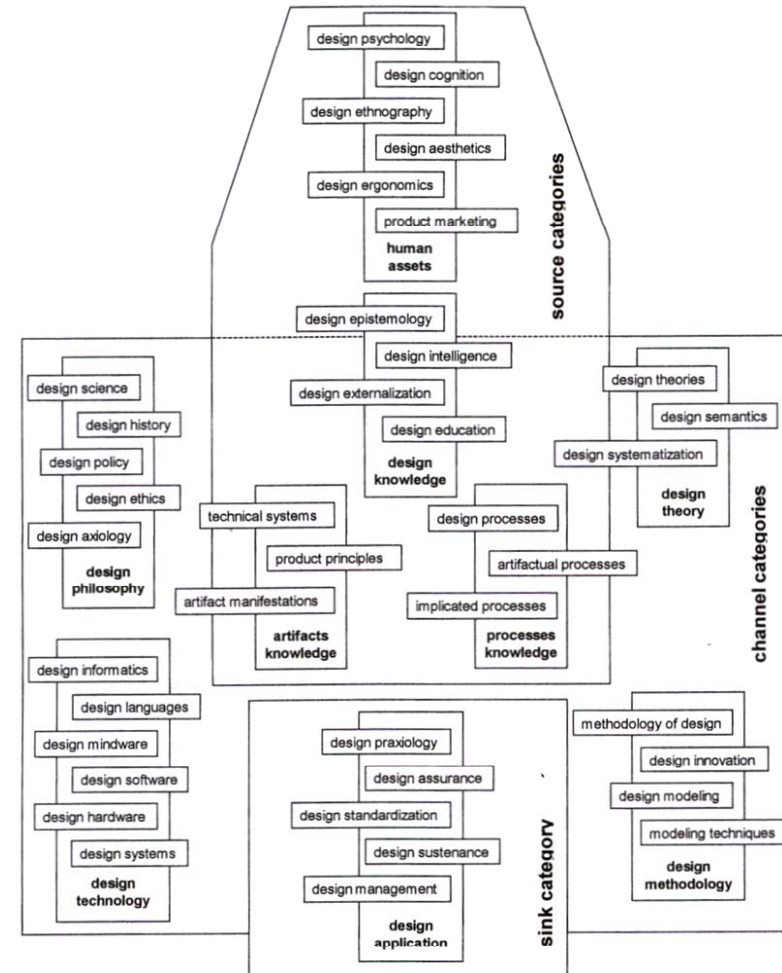 design psychology
design cognition
design ethnography
design aesthetics
design ergonomics
product marketing
human
assets
source categories
design epistemology
design intelligence
design externalization
design education
design
knowledge
design science
design history
design policy
design ethics
design axiology
design
philosophy
technical systems
product principles
artifact manifestations
artifacts
knowledge
design processes
artifactual processes
implicated processes
processes
knowledge
design theories
design semantics
design systematization
design
theory
channel categories
design informatics
design languages
design mindware
design software
design hardware
design systems
design
technology
design praxiology
design assurance
design standardization
design sustenance
design management
design
application
sink category
methodology of design
design innovation
design modeling
modeling techniques
design
methodology